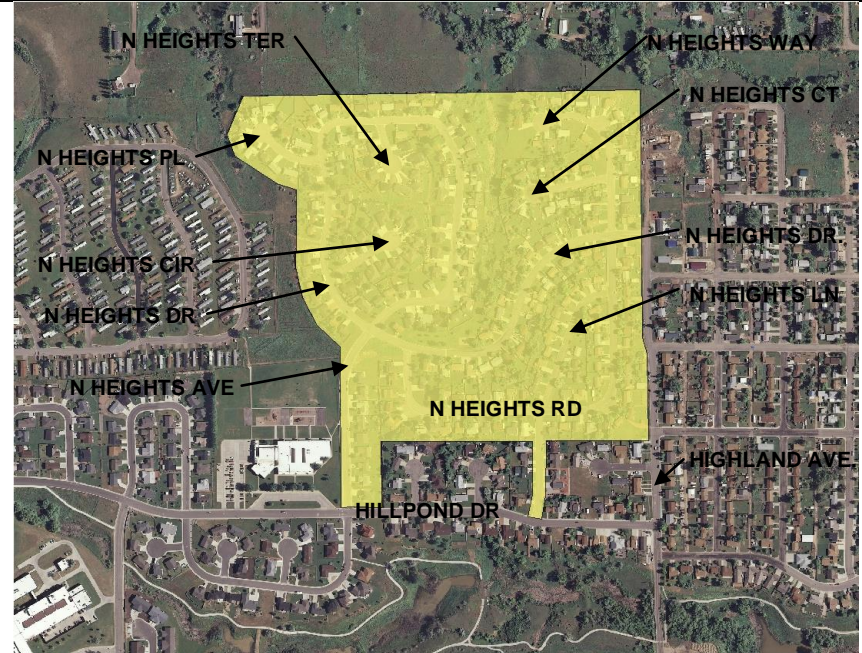 N HEIGHTS TER
N HEIGHTS WAY
N HEIGHTS CT
N HEIGHTS PL
N HEIGHTS DR.
N HEIGHTS CIR
N HEIGHTS LN
N HEIGHTS DR
N HEIGHTS AVE
N HEIGHTS RD
HIGHLAND AVE.
HILLPOND DR